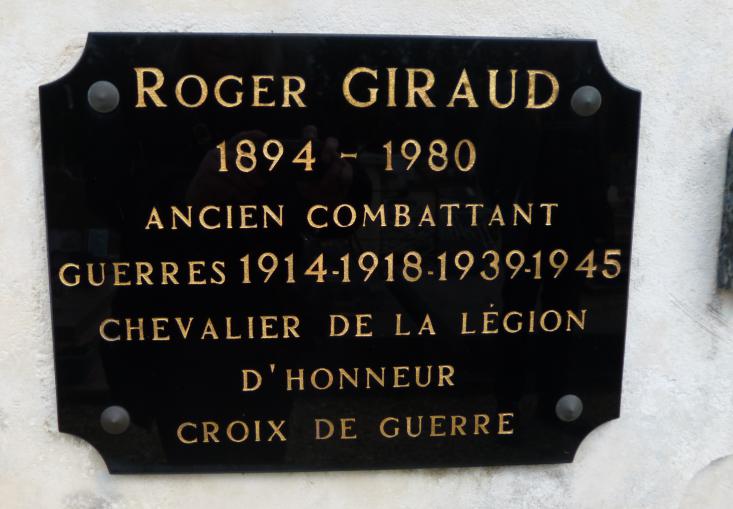 ROGER GIRAUD
1894 - 1980
ANCIEN COMBATTANT
GUERRES 1914-1918-1939-1945
CHEVALIER DE LA LÉGION
D'HONNEUR
CROIX DE GUERRE